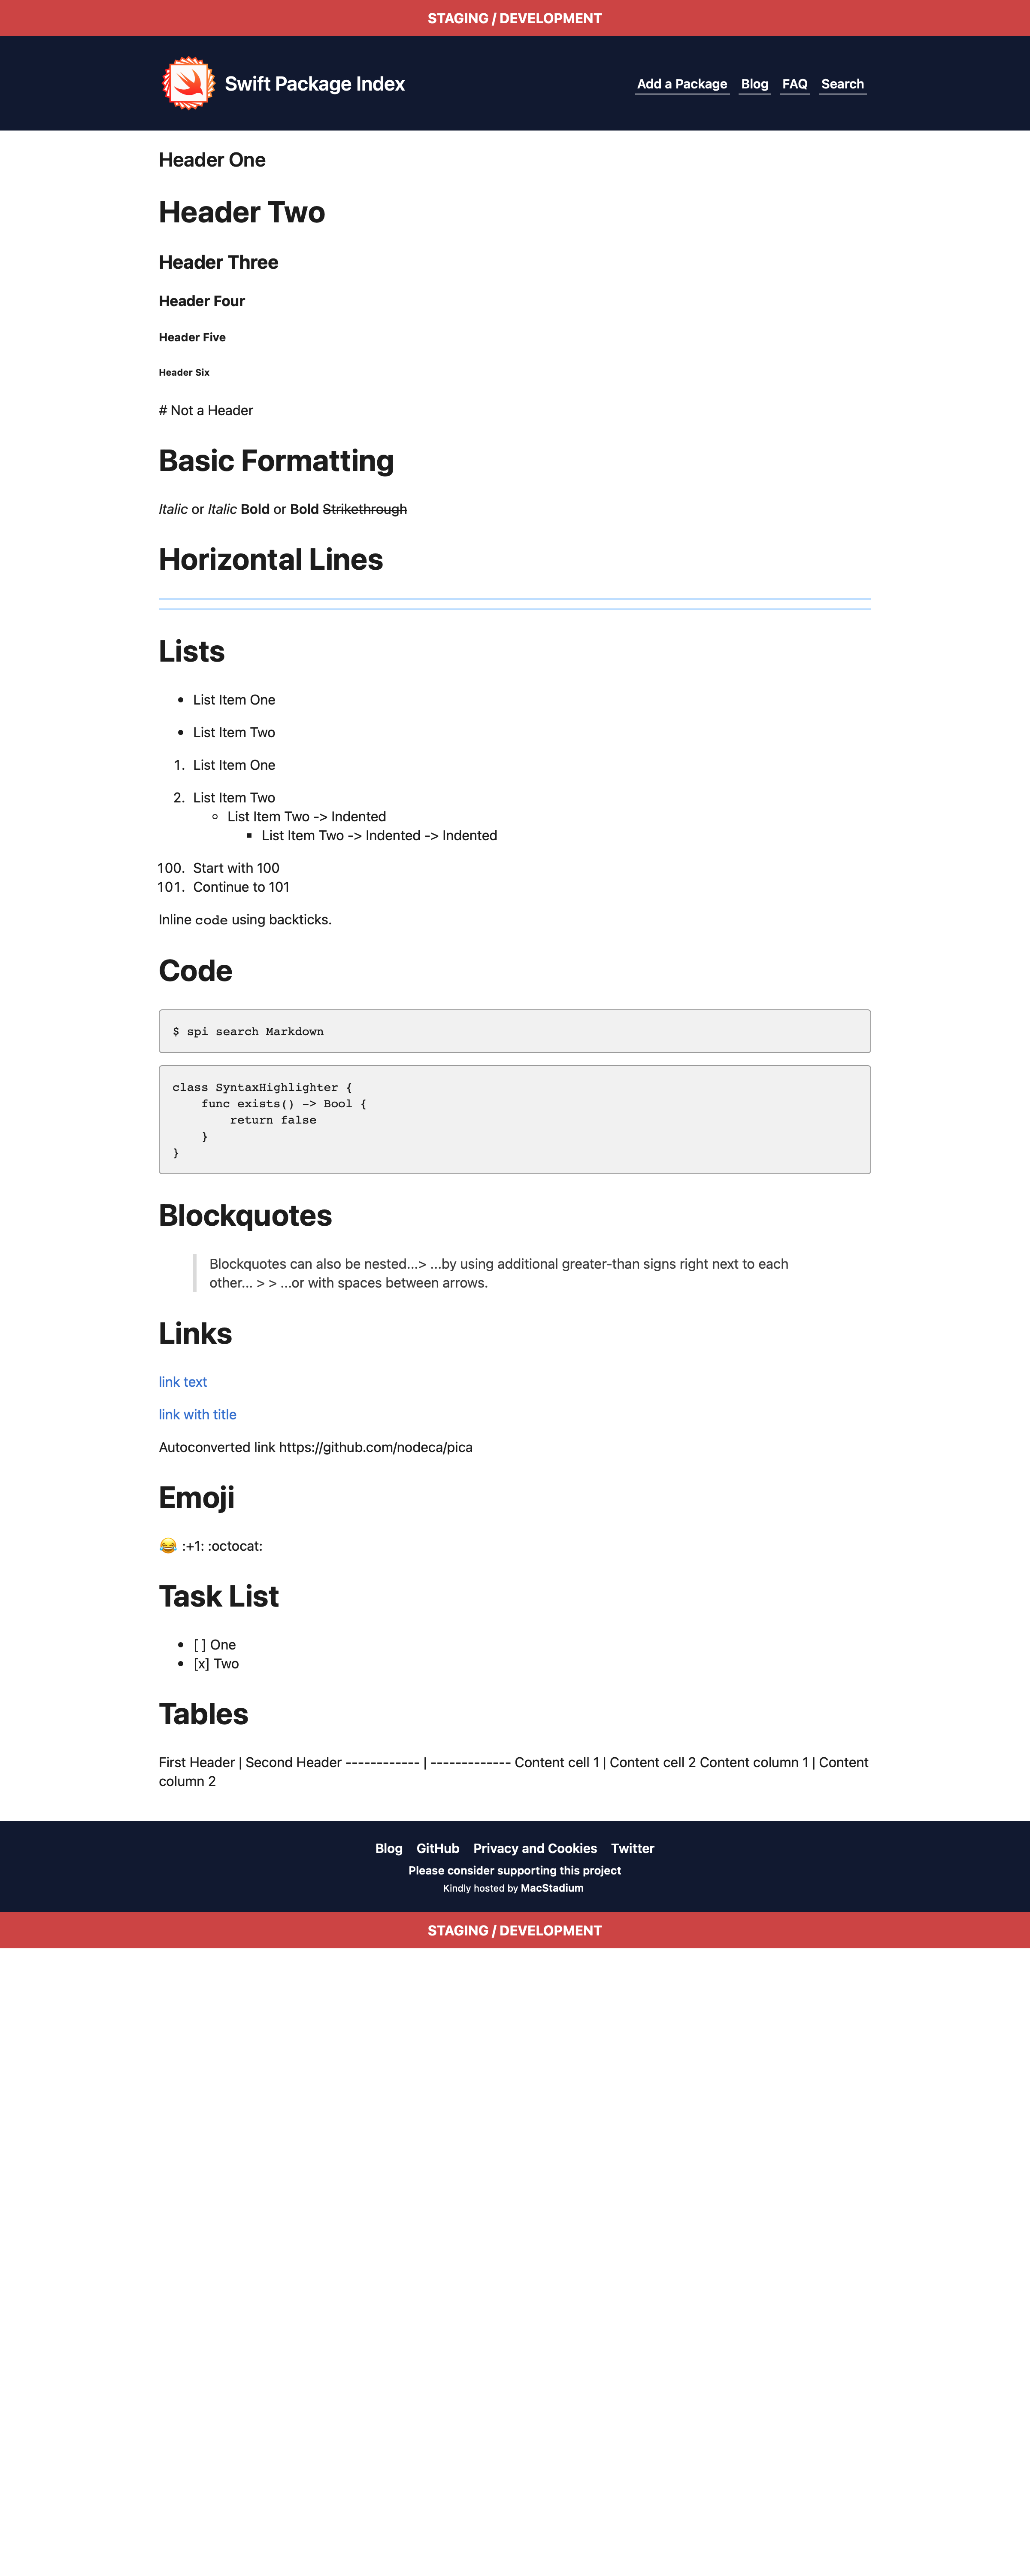 STAGING / DEVELOPMENT
Swift Package Index
Add a Package Blog FAQ Search
Header One
Header Two
Header Three
Header Four
Header Five
Header Six
# Not a Header
Basic Formatting
Italic or Italic Bold or Bold Strikethrough
Horizontal Lines
Lists
• List Item One
• List Item Two
1. List Item One
2. List Item Two
◦ List Item Two -> Indented
▪ List Item Two -> Indented -> Indented
100. Start with 100
101. Continue to 101
Inline code using backticks.
Code
$ spi search Markdown
class SyntaxHighlighter {
    func exists() -> Bool {
        return false
    }
}
Blockquotes
Blockquotes can also be nested...> ...by using additional greater-than signs right next to each
other... > > ...or with spaces between arrows.
Links
link text
link with title
Autoconverted link https://github.com/nodeca/pica
Emoji
😂 :+1: :octocat:
Task List
• [ ] One
• [x] Two
Tables
First Header | Second Header ------------ | ------------- Content cell 1 | Content cell 2 Content column 1 | Content
column 2
Blog GitHub Privacy and Cookies Twitter
Please consider supporting this project
Kindly hosted by MacStadium
STAGING / DEVELOPMENT